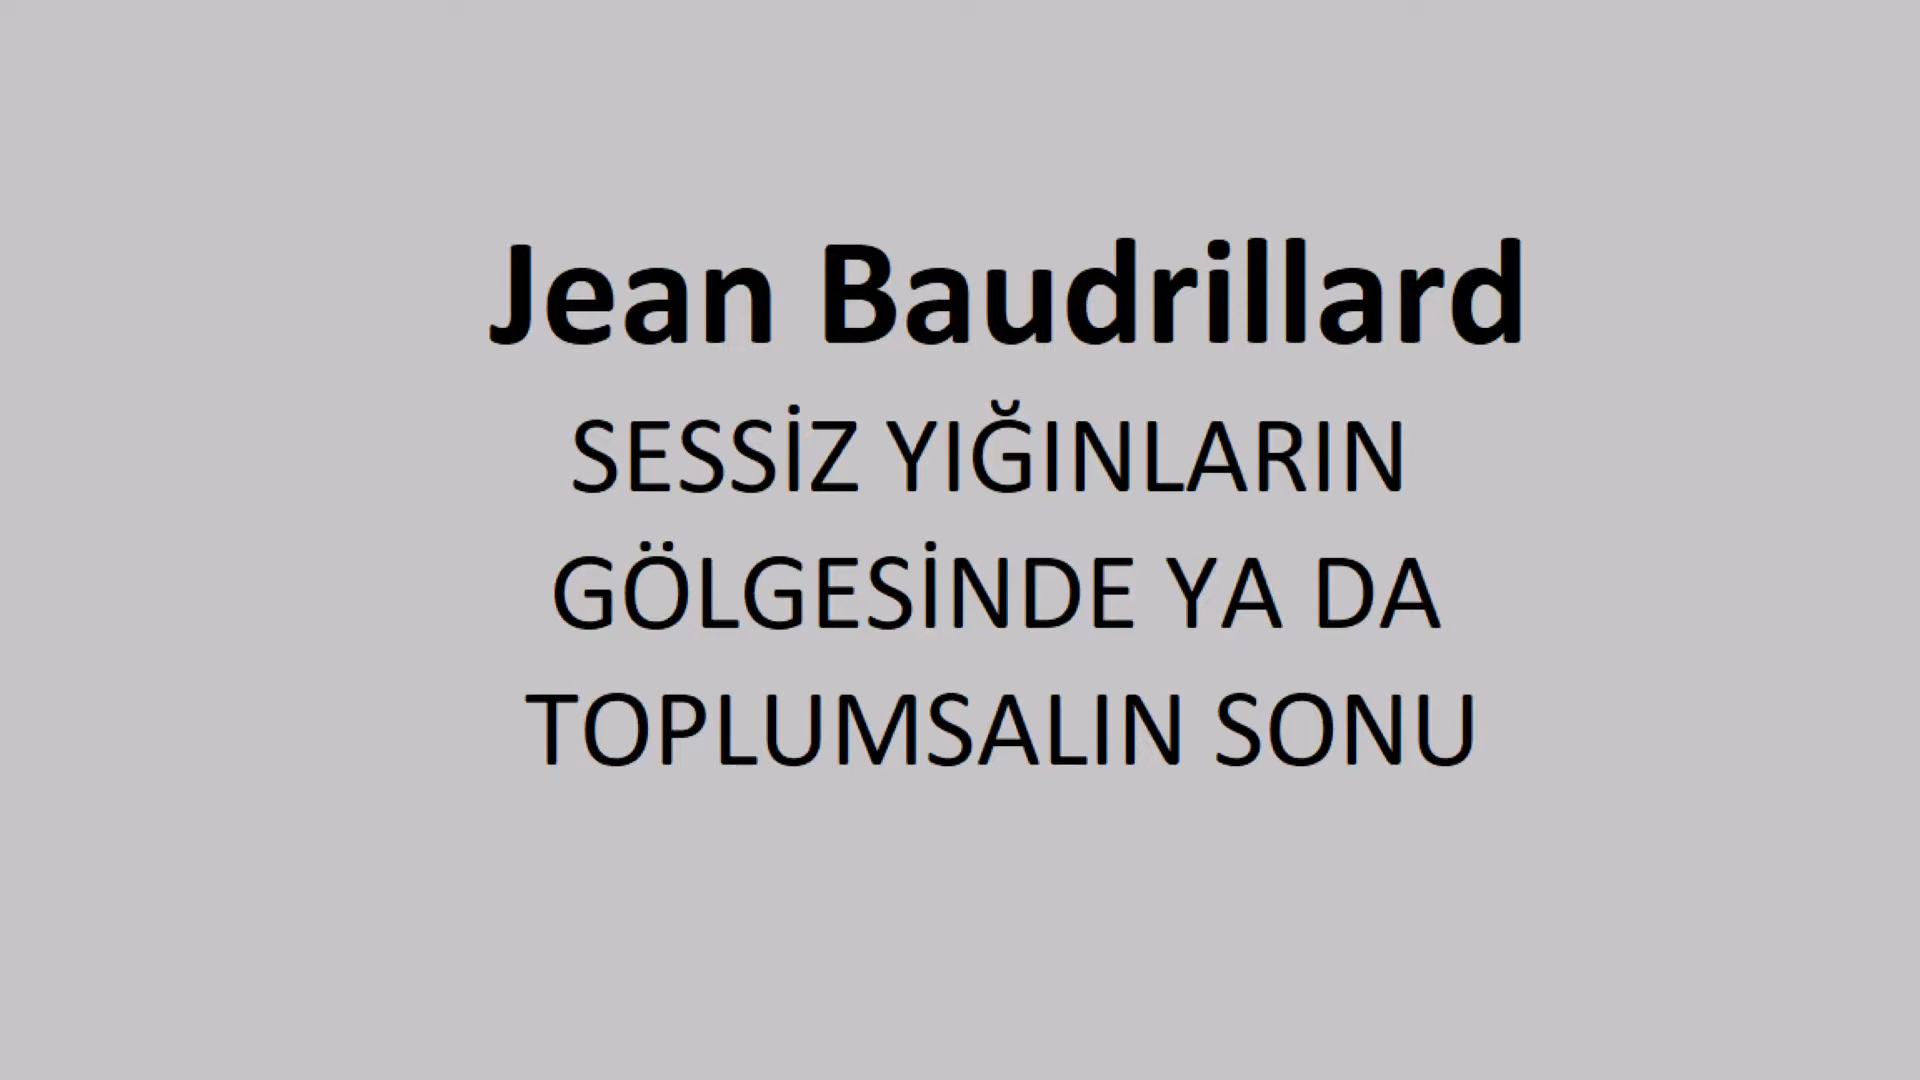 Jean Baudrillard
SESSİZ YIĞINLARIN
GÖLGESİNDE YA DA
TOPLUMSALIN SONU